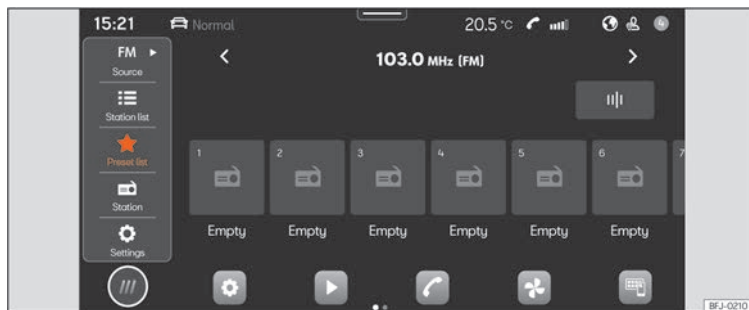 15:21 Normal 20.5 °C 4
FM
Source
103.0 MHz (FM)
Station list
Preset list
Station
Settings
1 2 3 4 5 6 7
Empty Empty Empty Empty Empty Empty
BFJ-0210